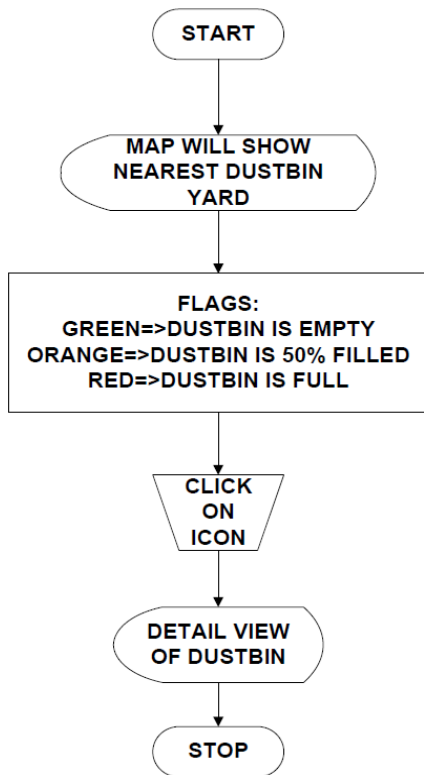 START
MAP WILL SHOW
NEAREST DUSTBIN
YARD
FLAGS:
GREEN=>DUSTBIN IS EMPTY
ORANGE=>DUSTBIN IS 50% FILLED
RED=>DUSTBIN IS FULL
CLICK
ON
ICON
DETAIL VIEW
OF DUSTBIN
STOP